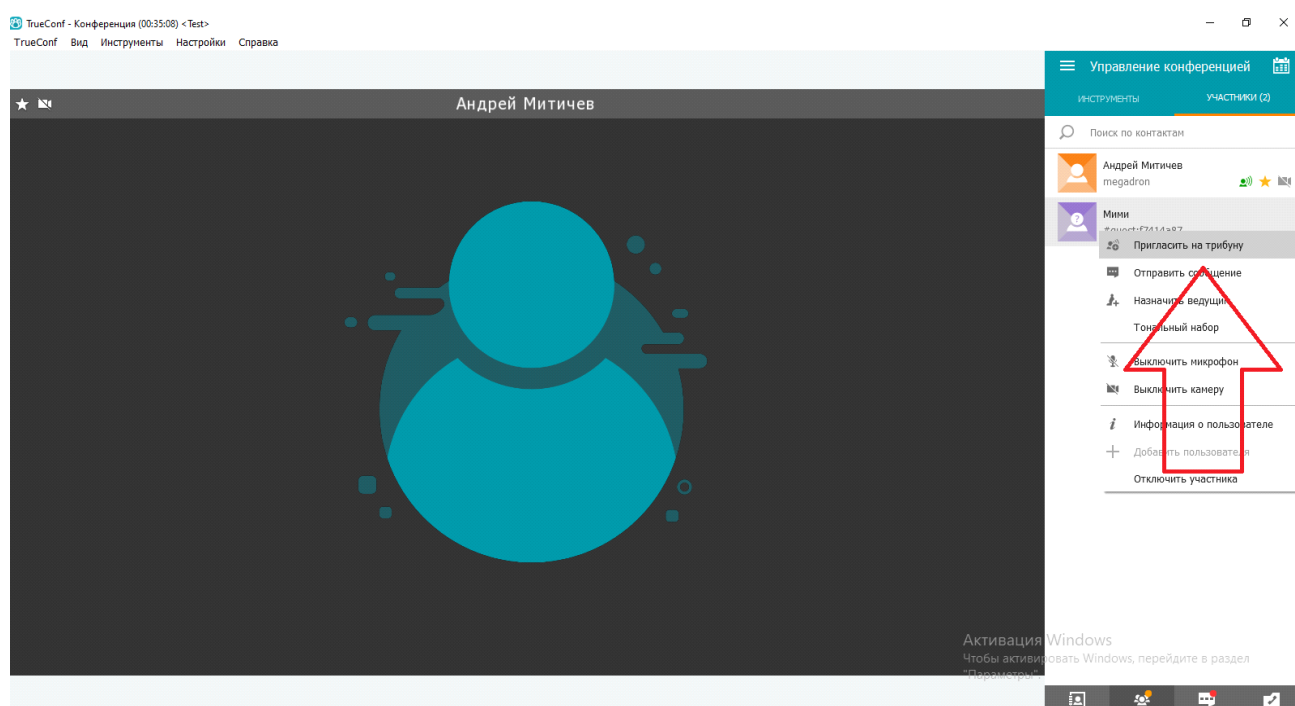 TrueConf - Конференция (00:35:08) <Test>
TrueConf Вид Инструменты Настройки Справка
Управление конференцией
ИНСТРУМЕНТЫ УЧАСТНИКИ (2)
Андрей Митичев
Поиск по контактам
Андрей Митичев
megadron
Мими
#guest:f7414a87
Пригласить на трибуну
Отправить сообщение
Назначить ведущим
Тональный набор
Выключить микрофон
Выключить камеру
Информация о пользователе
Добавить пользователя
Отключить участника
Активация Windows
Чтобы активировать Windows, перейдите в раздел
"Параметры".